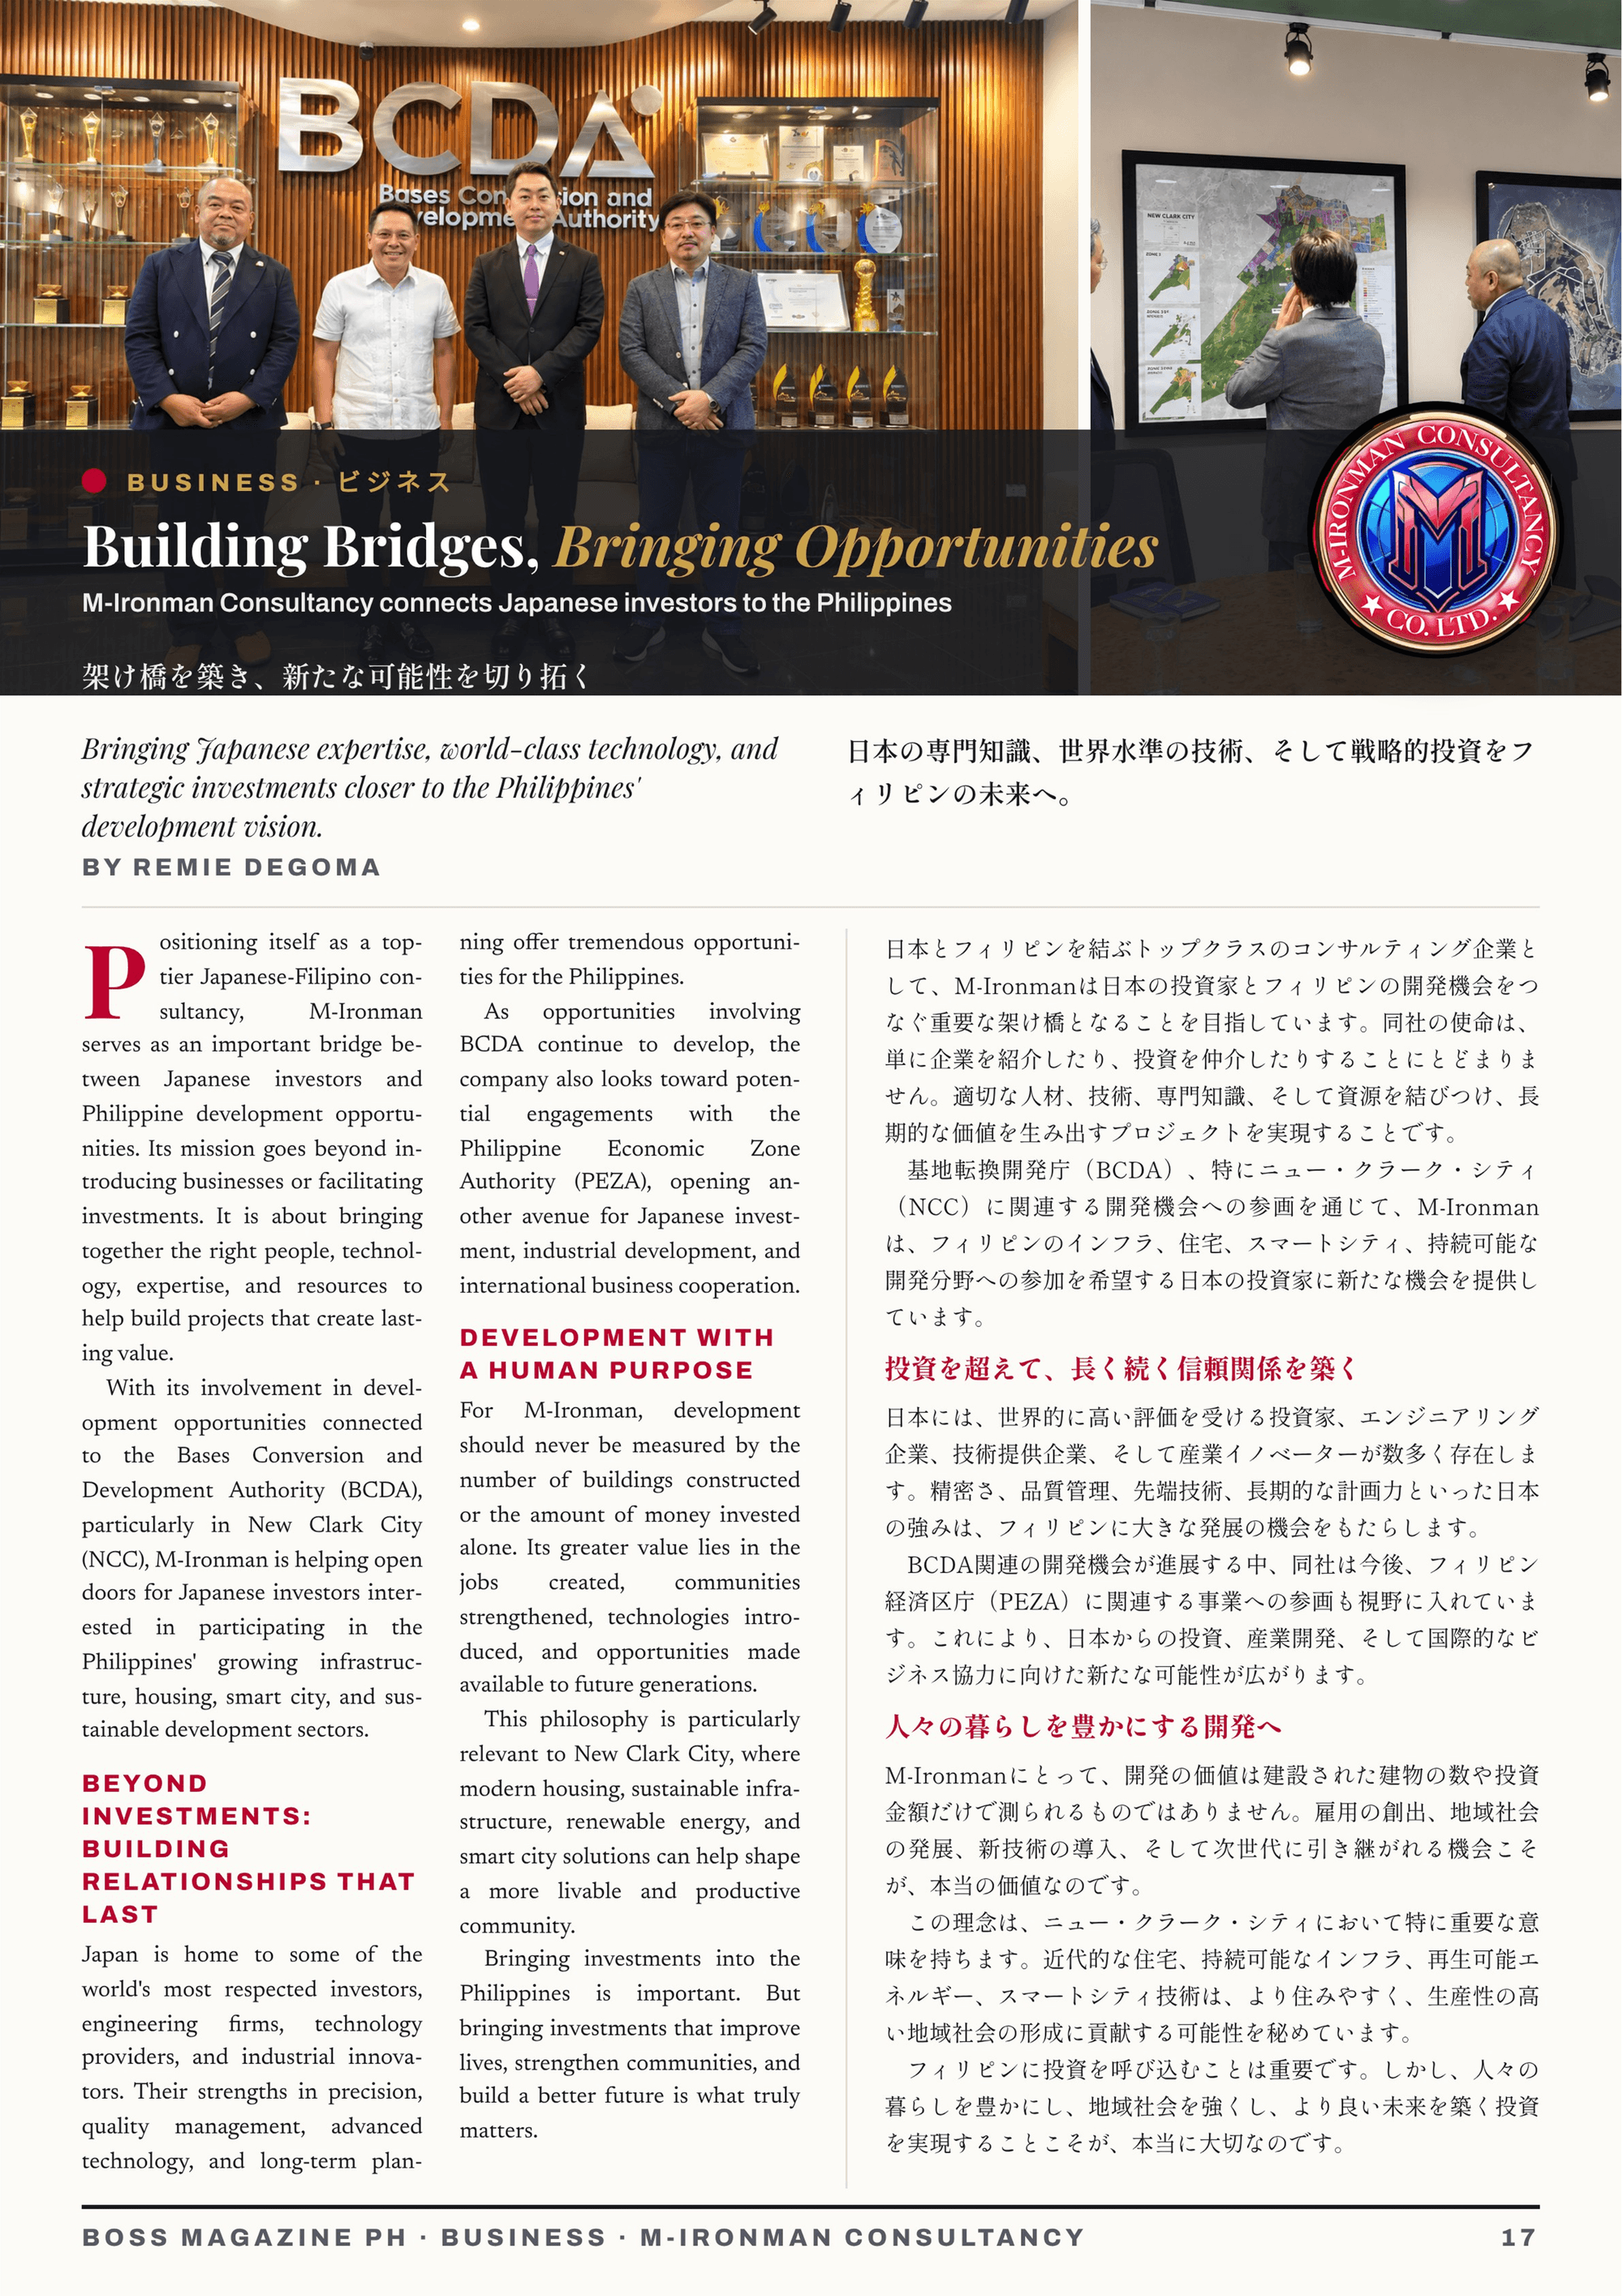 BCDA
Bases Con sion and
velopme Authority
NEW CLARK CITY
BUSINESS · ビジネス
Building Bridges, Bringing Opportunities
M-Ironman Consultancy connects Japanese investors to the Philippines
架け橋を築き、新たな可能性を切り拓く
M-IRONMAN CONSULTANCY
CO. LTD.
Bringing Japanese expertise, world-class technology, and
strategic investments closer to the Philippines'
development vision.
BY REMIE DEGOMA
日本の専門知識、世界水準の技術、そして戦略的投資をフ
ィリピンの未来へ。
Positioning itself as a top-
tier Japanese-Filipino con-
sultancy, M-Ironman
serves as an important bridge be-
tween Japanese investors and
Philippine development opportu-
nities. Its mission goes beyond in-
troducing businesses or facilitating
investments. It is about bringing
together the right people, technol-
ogy, expertise, and resources to
help build projects that create last-
ing value.
With its involvement in devel-
opment opportunities connected
to the Bases Conversion and
Development Authority (BCDA),
particularly in New Clark City
(NCC), M-Ironman is helping open
doors for Japanese investors inter-
ested in participating in the
Philippines' growing infrastruc-
ture, housing, smart city, and sus-
tainable development sectors.
BEYOND
INVESTMENTS:
BUILDING
RELATIONSHIPS THAT
LAST
Japan is home to some of the
world's most respected investors,
engineering firms, technology
providers, and industrial innova-
tors. Their strengths in precision,
quality management, advanced
technology, and long-term plan-
ning offer tremendous opportuni-
ties for the Philippines.
As opportunities involving
BCDA continue to develop, the
company also looks toward poten-
tial engagements with the
Philippine Economic Zone
Authority (PEZA), opening an-
other avenue for Japanese invest-
ment, industrial development, and
international business cooperation.
DEVELOPMENT WITH
A HUMAN PURPOSE
For M-Ironman, development
should never be measured by the
number of buildings constructed
or the amount of money invested
alone. Its greater value lies in the
jobs created, communities
strengthened, technologies intro-
duced, and opportunities made
available to future generations.
This philosophy is particularly
relevant to New Clark City, where
modern housing, sustainable infra-
structure, renewable energy, and
smart city solutions can help shape
a more livable and productive
community.
Bringing investments into the
Philippines is important. But
bringing investments that improve
lives, strengthen communities, and
build a better future is what truly
matters.
日本とフィリピンを結ぶトップクラスのコンサルティング企業と
して、M-Ironmanは日本の投資家とフィリピンの開発機会をつ
なぐ重要な架け橋となることを目指しています。同社の使命は、
単に企業を紹介したり、投資を仲介したりすることにとどまりま
せん。適切な人材、技術、専門知識、そして資源を結びつけ、長
期的な価値を生み出すプロジェクトを実現することです。
基地転換開発庁（BCDA）、特にニュー・クラーク・シティ
（NCC）に関連する開発機会への参画を通じて、M-Ironman
は、フィリピンのインフラ、住宅、スマートシティ、持続可能な
開発分野への参加を希望する日本の投資家に新たな機会を提供し
ています。
投資を超えて、長く続く信頼関係を築く
日本には、世界的に高い評価を受ける投資家、エンジニアリング
企業、技術提供企業、そして産業イノベーターが数多く存在しま
す。精密さ、品質管理、先端技術、長期的な計画力といった日本
の強みは、フィリピンに大きな発展の機会をもたらします。
BCDA関連の開発機会が進展する中、同社は今後、フィリピン
経済区庁（PEZA）に関連する事業への参画も視野に入れていま
す。これにより、日本からの投資、産業開発、そして国際的なビ
ジネス協力に向けた新たな可能性が広がります。
人々の暮らしを豊かにする開発へ
M-Ironmanにとって、開発の価値は建設された建物の数や投資
金額だけで測られるものではありません。雇用の創出、地域社会
の発展、新技術の導入、そして次世代に引き継がれる機会こそ
が、本当の価値なのです。
この理念は、ニュー・クラーク・シティにおいて特に重要な意
味を持ちます。近代的な住宅、持続可能なインフラ、再生可能エ
ネルギー、スマートシティ技術は、より住みやすく、生産性の高
い地域社会の形成に貢献する可能性を秘めています。
フィリピンに投資を呼び込むことは重要です。しかし、人々の
暮らしを豊かにし、地域社会を強くし、より良い未来を築く投資
を実現することこそが、本当に大切なのです。
BOSS MAGAZINE PH · BUSINESS · M-IRONMAN CONSULTANCY
17